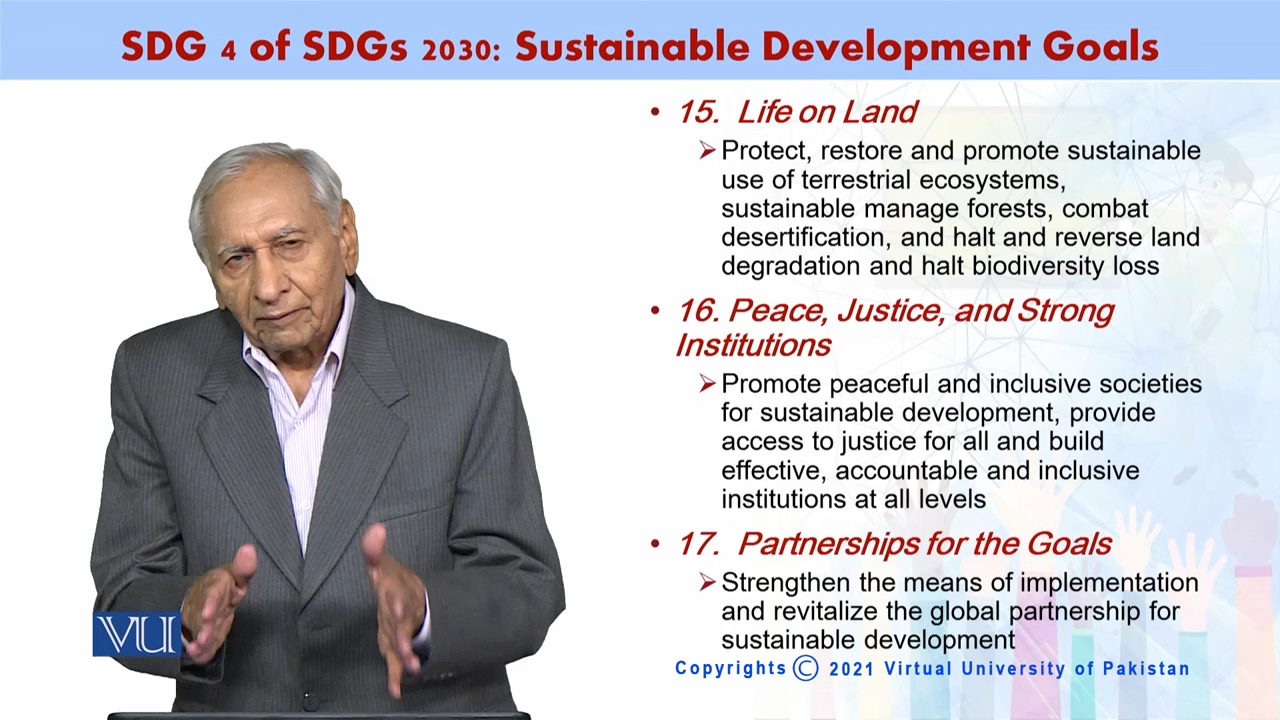 SDG 4 of SDGs 2030: Sustainable Development Goals
• 15. Life on Land
➢Protect, restore and promote sustainable
use of terrestrial ecosystems,
sustainable manage forests, combat
desertification, and halt and reverse land
degradation and halt biodiversity loss
• 16. Peace, Justice, and Strong
Institutions
➢Promote peaceful and inclusive societies
for sustainable development, provide
access to justice for all and build
effective, accountable and inclusive
institutions at all levels
• 17. Partnerships for the Goals
➢Strengthen the means of implementation
and revitalize the global partnership for
sustainable development
VU
Copyrights © 2021 Virtual University of Pakistan